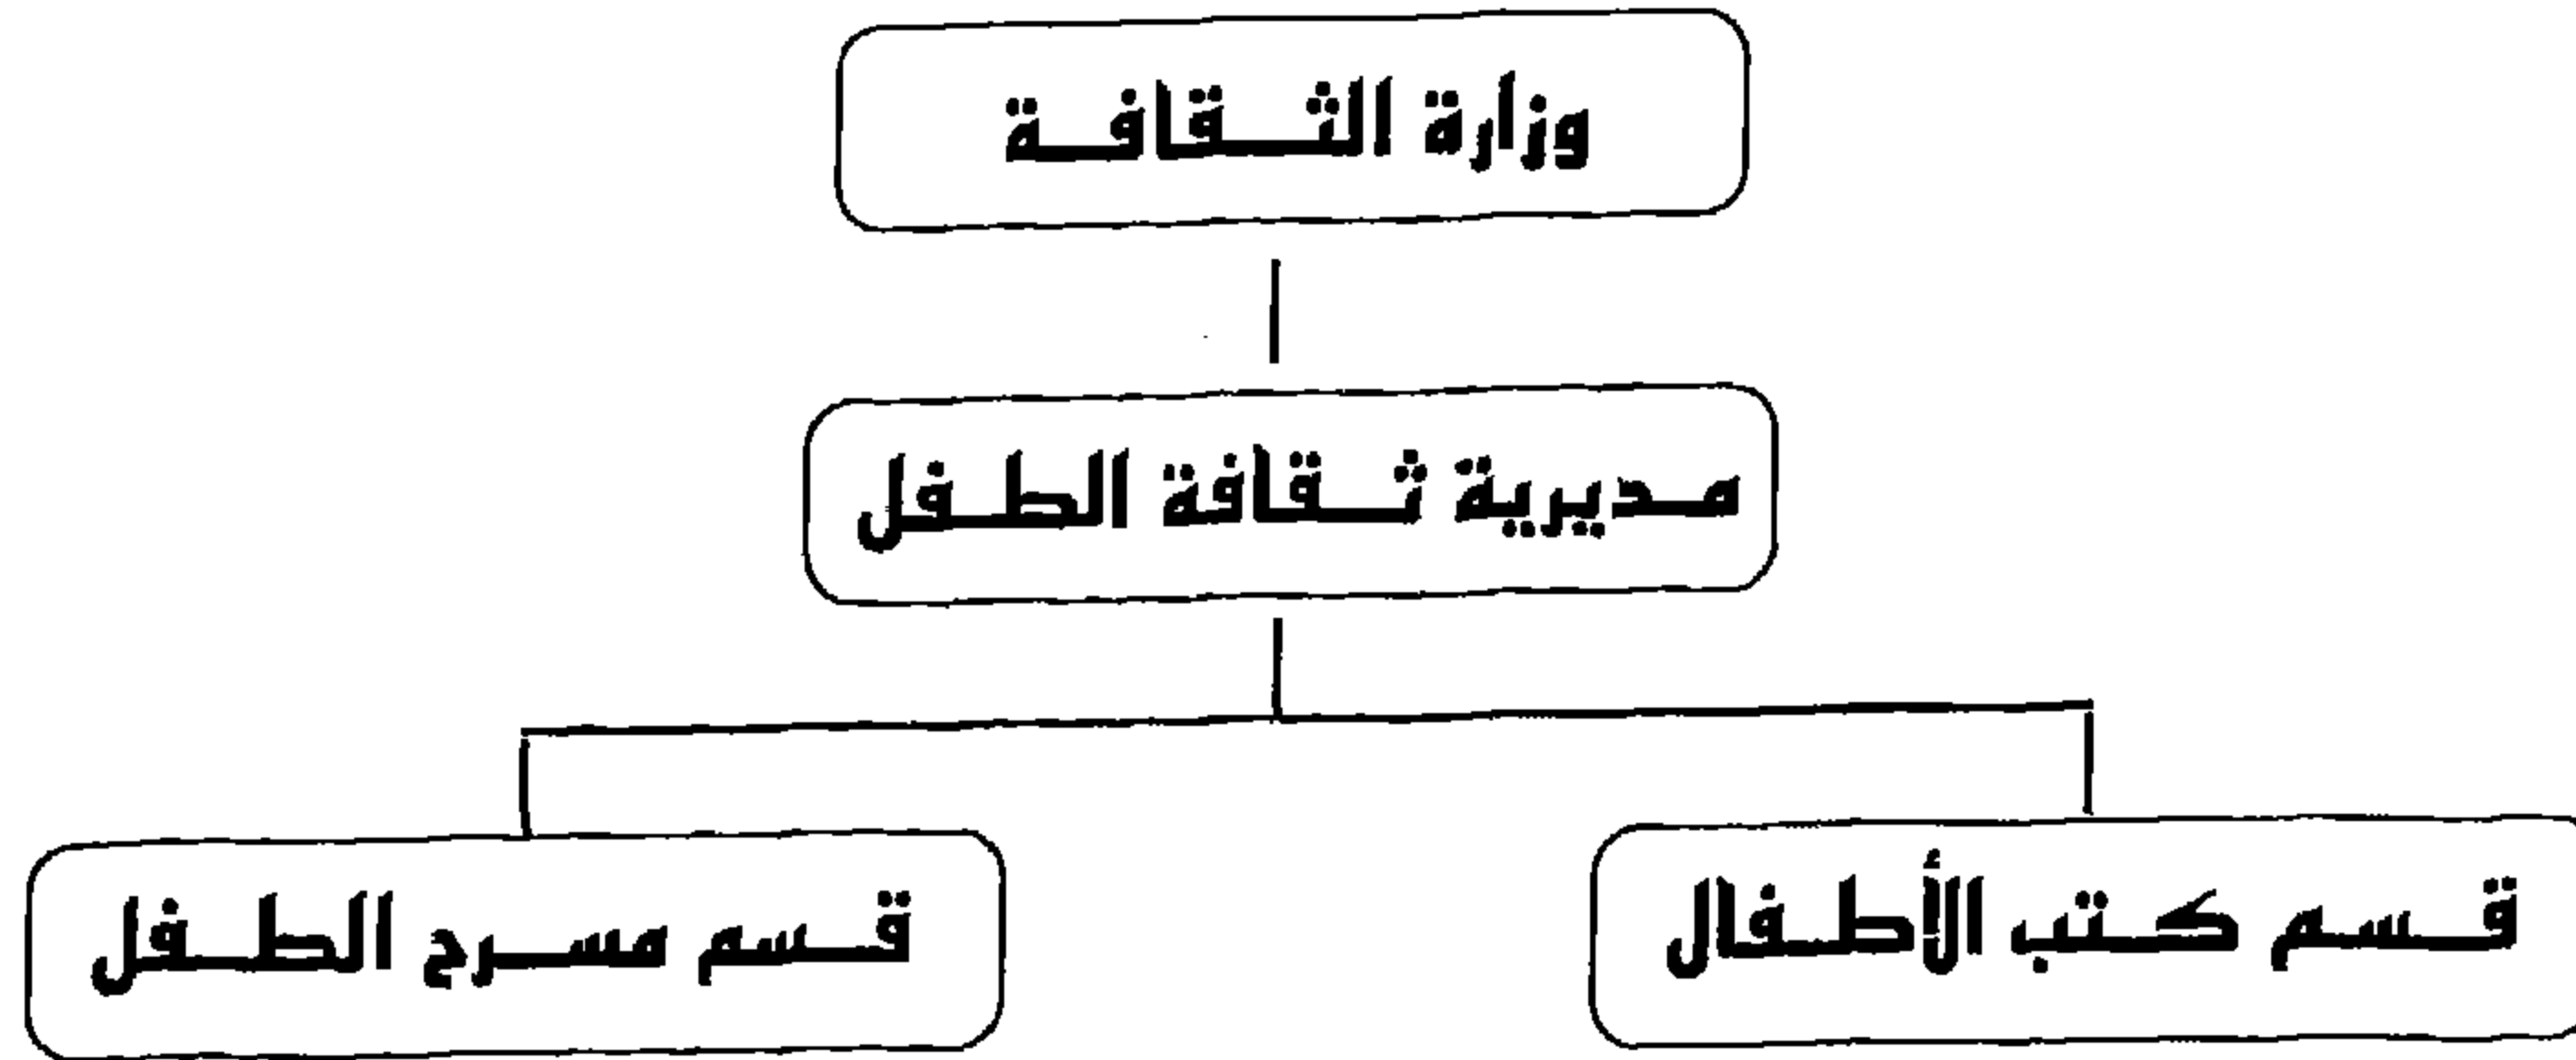 وزارة الثقافة
مديرية ثقافة الطفل
قسم كتب الأطفال
قسم مسرح الطفل